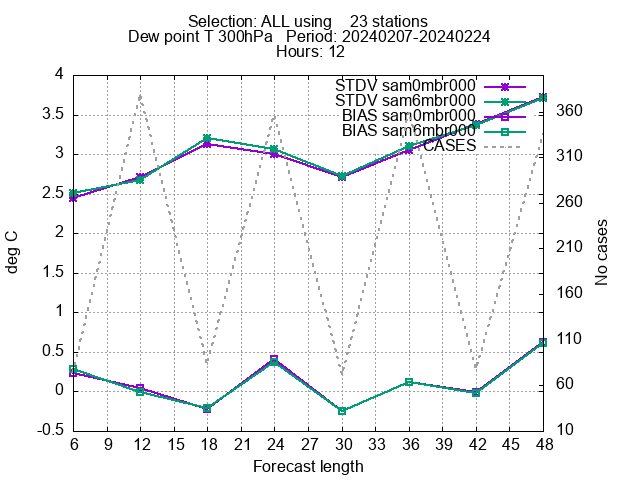 Selection: ALL using    23 stations
Dew point T 300hPa   Period: 20240207-20240224
Hours: 12
STDV sam0mbr000
STDV sam6mbr000
BIAS sam0mbr000
BIAS sam6mbr000
CASES
4
3.5
3
2.5
2
1.5
1
0.5
0
-0.5
deg C
360
310
260
210
160
110
60
10
No cases
6 9 12 15 18 21 24 27 30 33 36 39 42 45 48
Forecast length